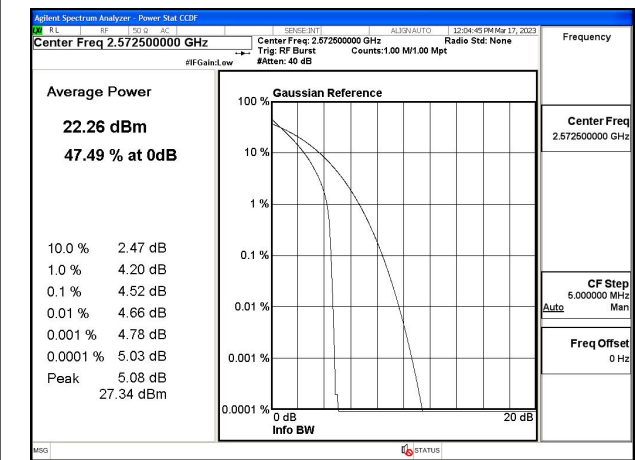 Agilent Spectrum Analyzer - Power Stat CCDF
LXI RL RF 50 Ω AC SENSE:INT ALIGN AUTO 12:04:45 PM Mar 17, 2023
Center Freq 2.572500000 GHz
Center Freq: 2.572500000 GHz Radio Std: None
Trig: RF Burst Counts:1.00 M/1.00 Mpt
#IFGain:Low #Atten: 40 dB
Frequency
Average Power
22.26 dBm
47.49 % at 0dB
10.0 % 2.47 dB
1.0 % 4.20 dB
0.1 % 4.52 dB
0.01 % 4.66 dB
0.001 % 4.78 dB
0.0001 % 5.03 dB
Peak 5.08 dB
27.34 dBm
Gaussian Reference
100 %
10 %
1 %
0.1 %
0.01 %
0.001 %
0.0001 %
0 dB 20 dB
Info BW
Center Freq
2.572500000 GHz
CF Step
5.000000 MHz
Auto Man
Freq Offset
0 Hz
MSG STATUS